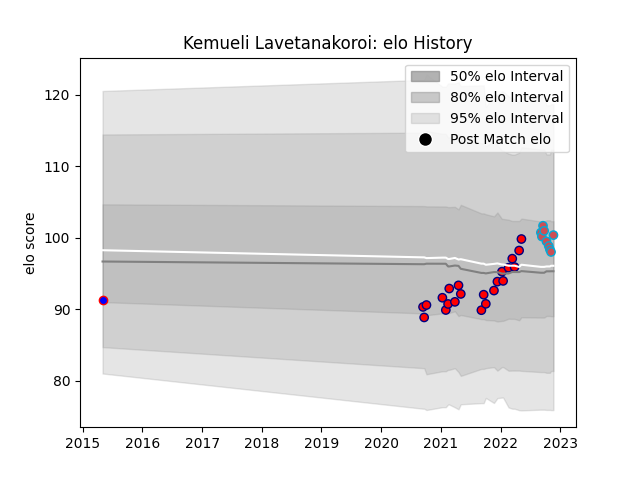 Kemueli Lavetanakoroi: elo History
50% elo Interval
80% elo Interval
95% elo Interval
Post Match elo
elo score
120
110
100
90
80
2015 2016 2017 2018 2019 2020 2021 2022 2023